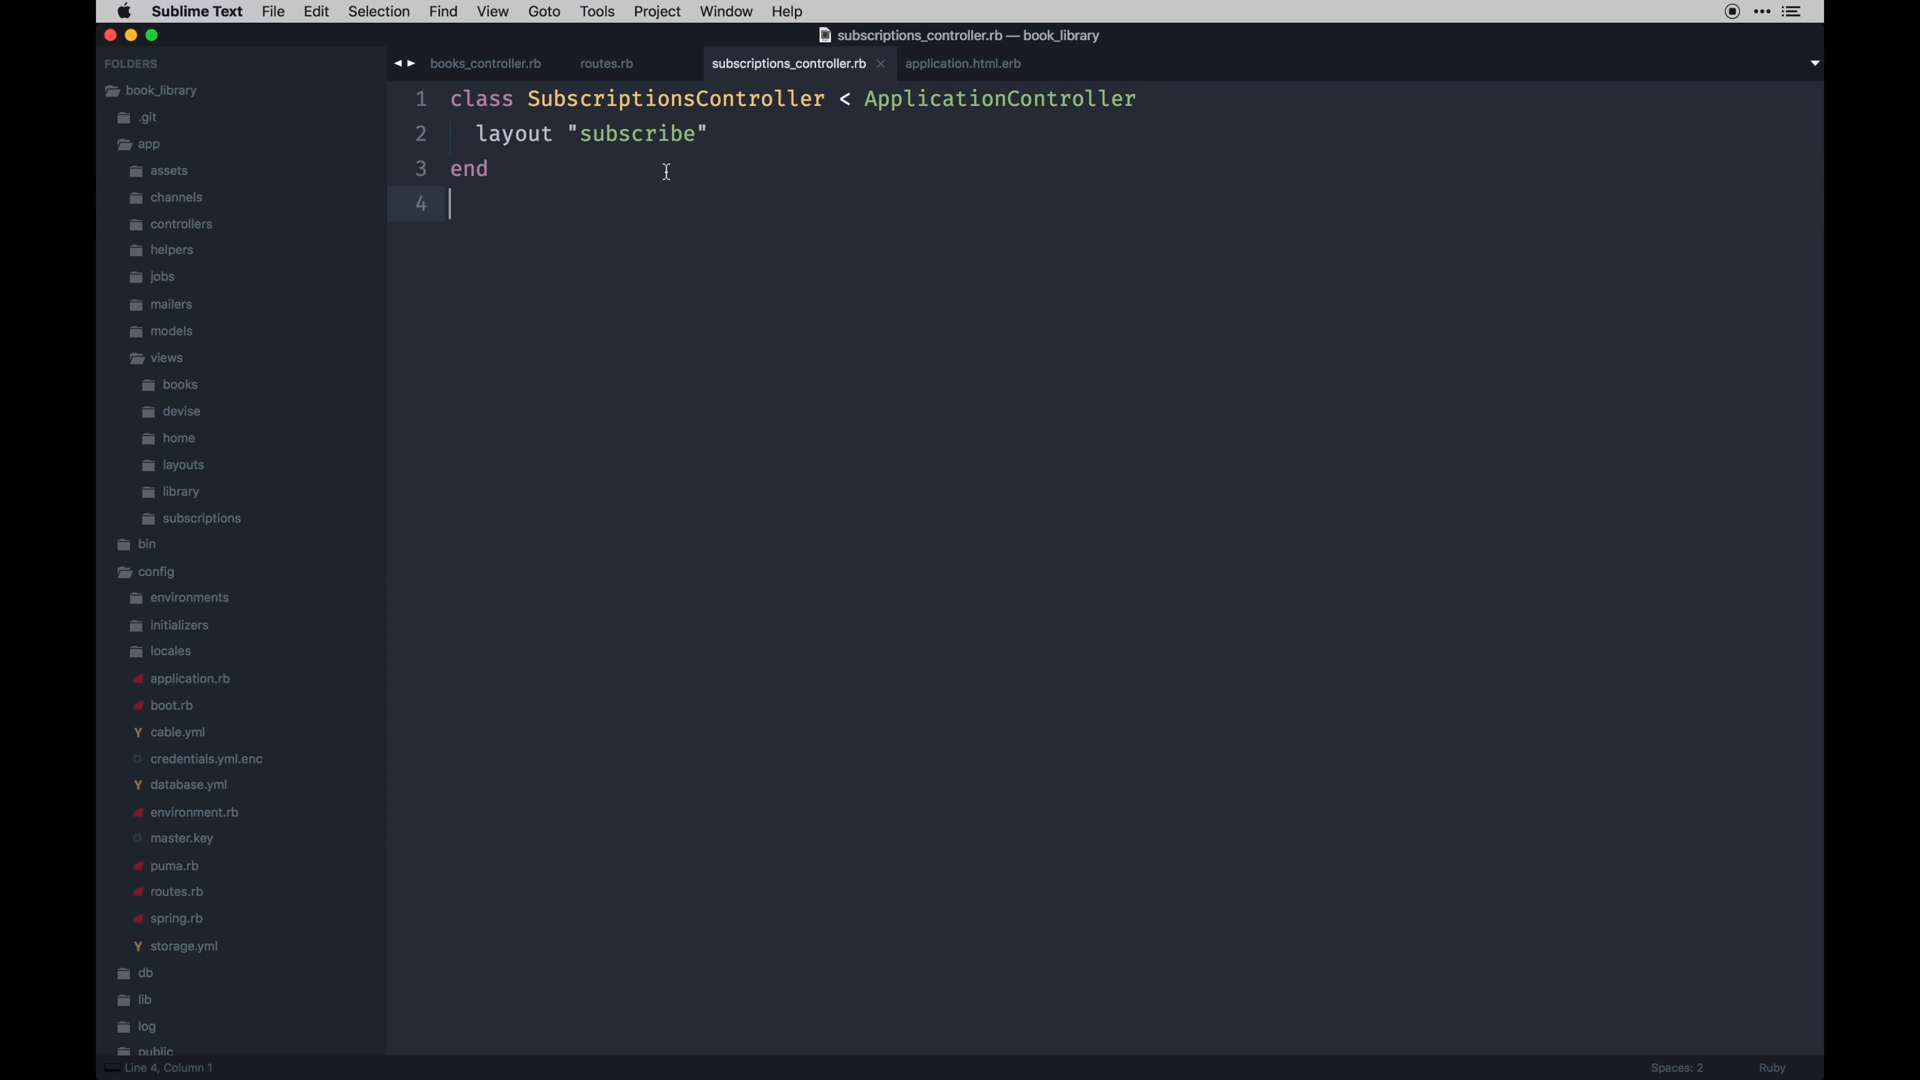 Sublime Text File Edit Selection Find View Goto Tools Project Window Help
subscriptions_controller.rb — book_library
FOLDERS
book_library
.git
app
assets
channels
controllers
helpers
jobs
mailers
models
views
books
devise
home
layouts
library
subscriptions
bin
config
environments
initializers
locales
application.rb
boot.rb
Y cable.yml
credentials.yml.enc
Y database.yml
environment.rb
master.key
puma.rb
routes.rb
spring.rb
Y storage.yml
db
lib
log
public
books_controller.rb routes.rb subscriptions_controller.rb application.html.erb
1 class SubscriptionsController < ApplicationController
2 layout "subscribe"
3 end
4
Line 4, Column 1 Spaces: 2 Ruby